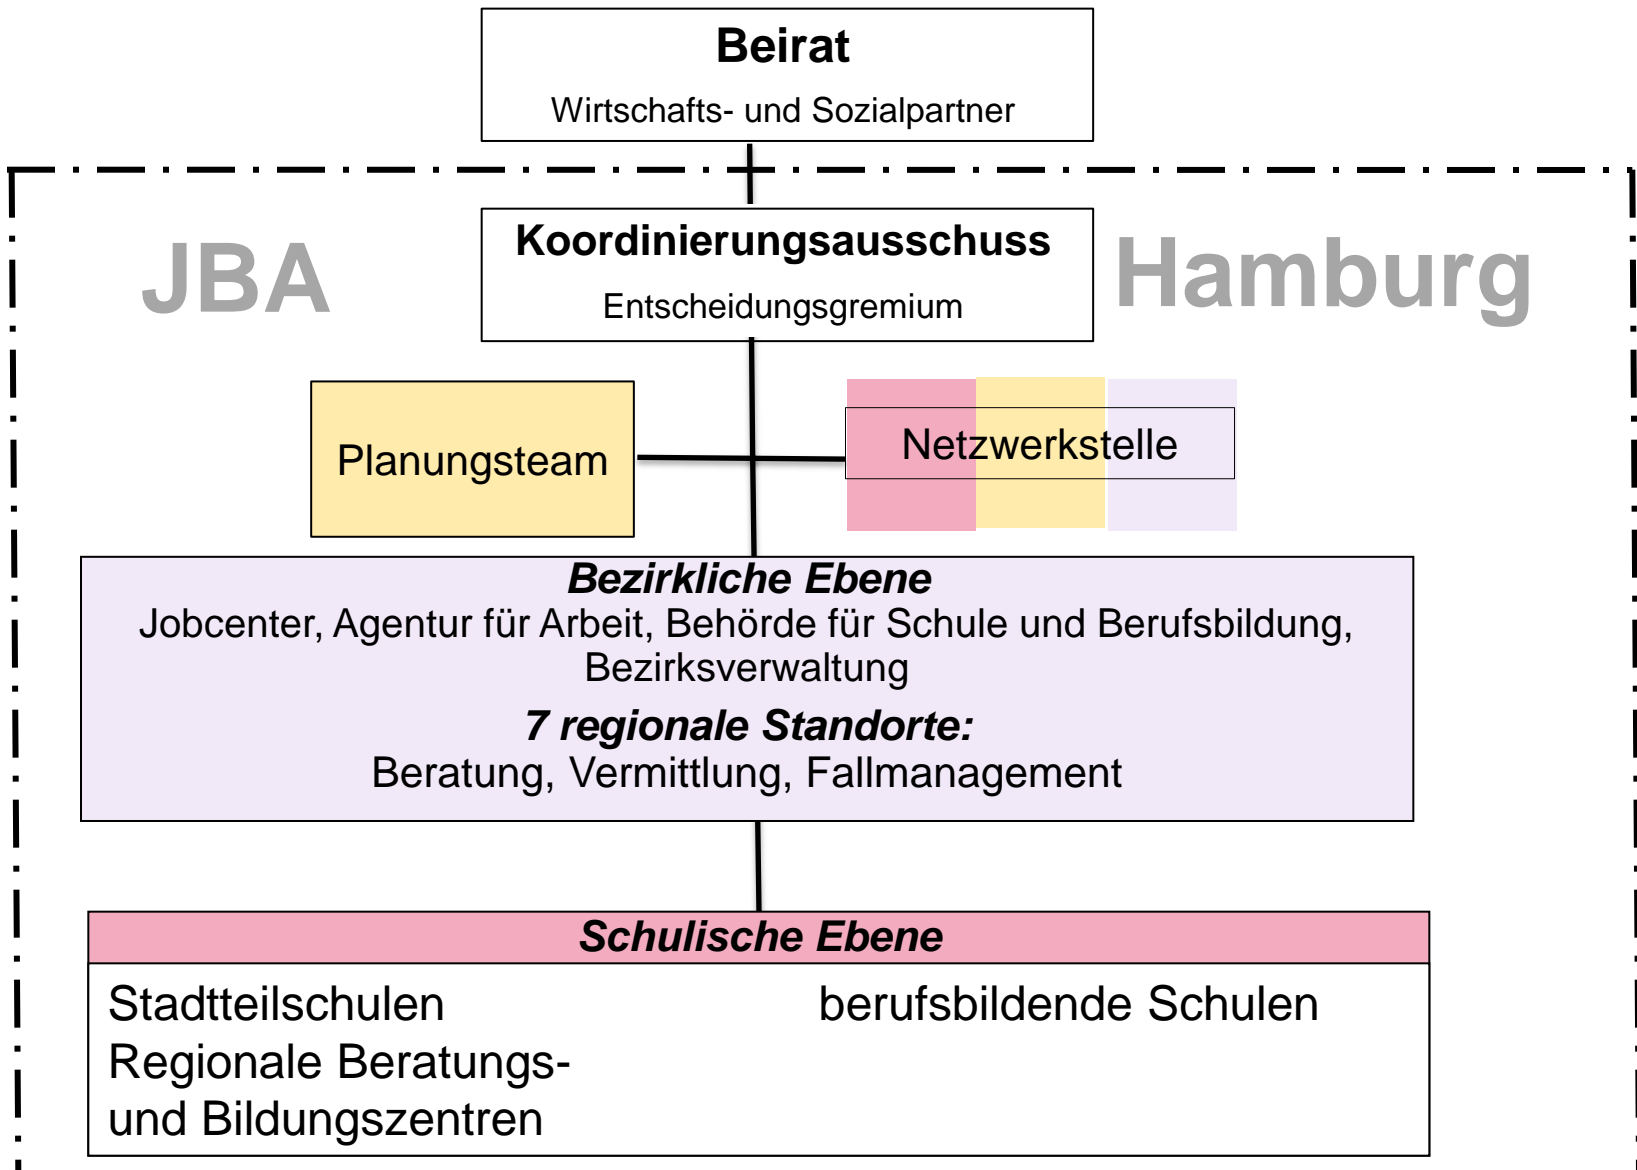 Beirat
Wirtschafts- und Sozialpartner
JBA
Koordinierungsausschuss
Entscheidungsgremium
Hamburg
Planungsteam
Netzwerkstelle
Bezirkliche Ebene
Jobcenter, Agentur für Arbeit, Behörde für Schule und Berufsbildung,
Bezirksverwaltung
7 regionale Standorte:
Beratung, Vermittlung, Fallmanagement
Schulische Ebene
Stadtteilschulen
Regionale Beratungs-
und Bildungszentren
berufsbildende Schulen